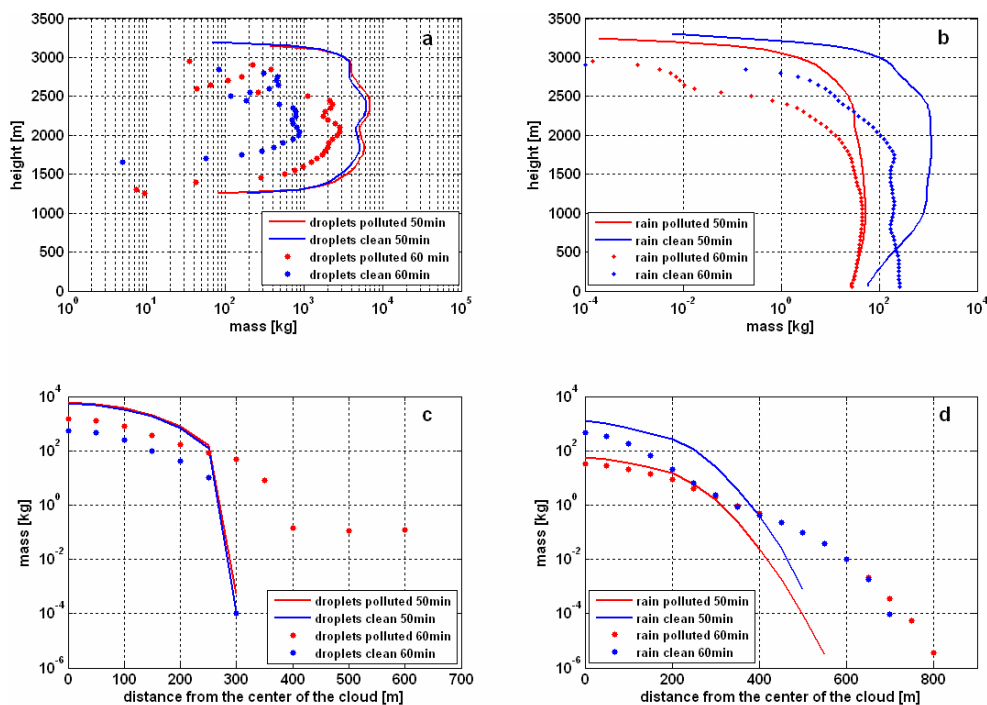 a
3500
3000
2500
2000
1500
1000
500
0
height [m]
droplets polluted 50min
droplets clean 50min
droplets polluted 60 min
droplets clean 60min
10^0 10^1 10^2 10^3 10^4 10^5
mass [kg]
b
3500
3000
2500
2000
1500
1000
500
0
height [m]
rain polluted 50min
rain clean 50min
rain polluted 60min
rain clean 60min
10^-4 10^-2 10^0 10^2 10^4
mass [kg]
c
10^4
10^2
10^0
10^-2
10^-4
10^-6
mass [kg]
droplets polluted 50min
droplets clean 50min
droplets polluted 60min
droplets clean 60min
0 100 200 300 400 500 600 700
distance from the center of the cloud [m]
d
10^4
10^2
10^0
10^-2
10^-4
10^-6
mass [kg]
rain polluted 50min
rain clean 50min
rain polluted 60min
rain clean 60min
0 200 400 600 800
distance from the center of the cloud [m]